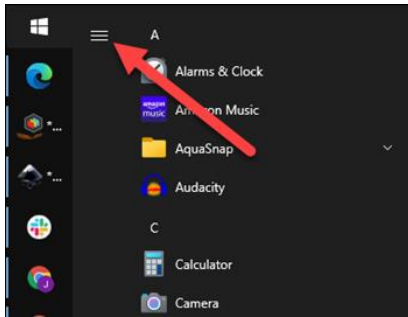 A
Alarms & Clock
amazon
music
Amazon Music
AquaSnap
Audacity
C
Calculator
Camera
*...
*...
J